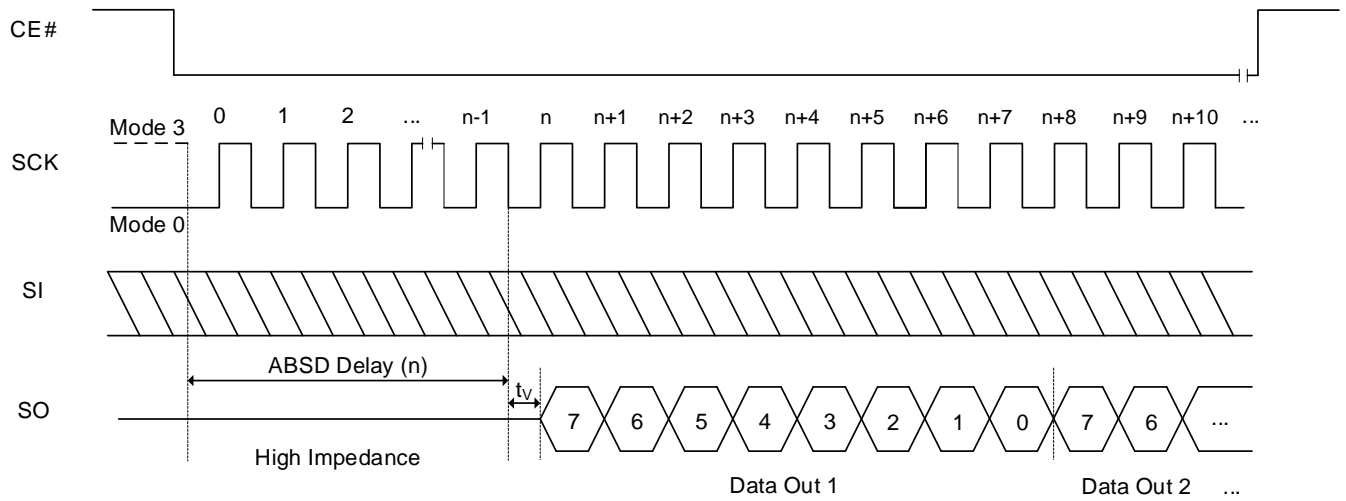 CE#
0 1 2 ... n-1 n n+1 n+2 n+3 n+4 n+5 n+6 n+7 n+8 n+9 n+10 ...
Mode 3
SCK
Mode 0
SI
ABSD Delay (n)
tV
SO
7 6 5 4 3 2 1 0 7 6 ...
High Impedance
Data Out 1 Data Out 2 ...